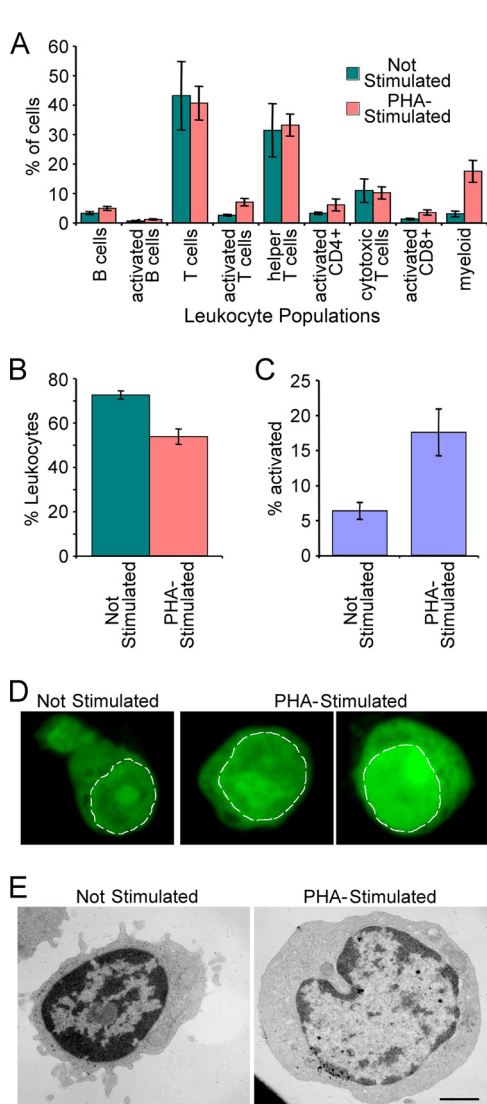 A
60
50
40
30
20
10
0
% of cells
Not
Stimulated
PHA-
Stimulated
B cells
activated
B cells
T cells
activated
T cells
helper
T cells
activated
CD4+
cytotoxic
T cells
activated
CD8+
myeloid
Leukocyte Populations
B
80
60
40
20
0
% Leukocytes
Not
Stimulated
PHA-
Stimulated
C
25
20
15
10
5
0
% activated
Not
Stimulated
PHA-
Stimulated
D
Not Stimulated
PHA-Stimulated
E
Not Stimulated
PHA-Stimulated